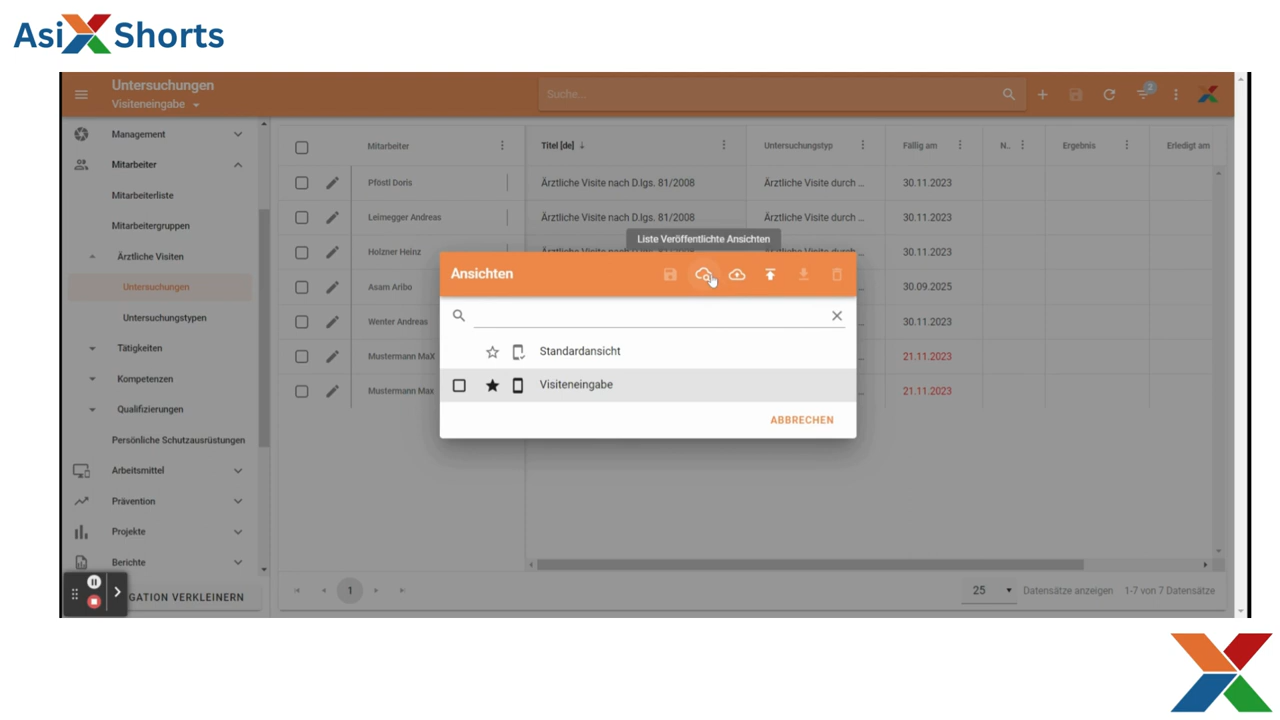 Asi Shorts
Untersuchungen
Visiteneingabe
Suche...
2
Management
Mitarbeiter
Mitarbeiterliste
Mitarbeitergruppen
Ärztliche Visiten
Untersuchungen
Untersuchungstypen
Tätigkeiten
Kompetenzen
Qualifizierungen
Persönliche Schutzausrüstungen
Arbeitsmittel
Prävention
Projekte
Berichte
GATION VERKLEINERN
Mitarbeiter Titel [de] Untersuchungstyp Fällig am N.. Ergebnis Erledigt am
Pföstl Doris Ärztliche Visite nach D.lgs. 81/2008 Ärztliche Visite durch ... 30.11.2023
Leimegger Andreas Ärztliche Visite nach D.lgs. 81/2008 Ärztliche Visite durch ... 30.11.2023
Holzner Heinz 30.11.2023
Asam Aribo 30.09.2025
Wenter Andreas 30.11.2023
Mustermann MaX 21.11.2023
Mustermann Max 21.11.2023
Liste Veröffentlichte Ansichten
Ansichten
Standardansicht
Visiteneingabe
ABBRECHEN
1
25 Datensätze anzeigen 1-7 von 7 Datensätze